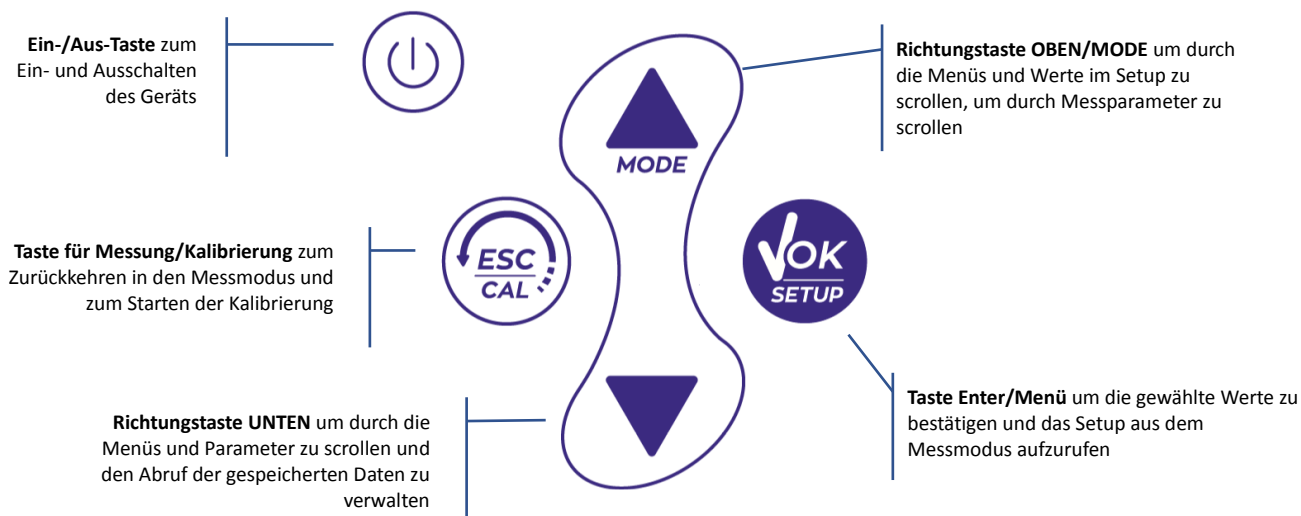 Ein-/Aus-Taste zum
Ein- und Ausschalten
des Geräts
Richtungstaste OBEN/MODE um durch
die Menüs und Werte im Setup zu
scrollen, um durch Messparameter zu
scrollen
MODE
Taste für Messung/Kalibrierung zum
Zurückkehren in den Messmodus und
zum Starten der Kalibrierung
ESC
CAL
OK
SETUP
Richtungstaste UNTEN um durch die
Menüs und Parameter zu scrollen und
den Abruf der gespeicherten Daten zu
verwalten
Taste Enter/Menü um die gewählte Werte zu
bestätigen und das Setup aus dem
Messmodus aufzurufen